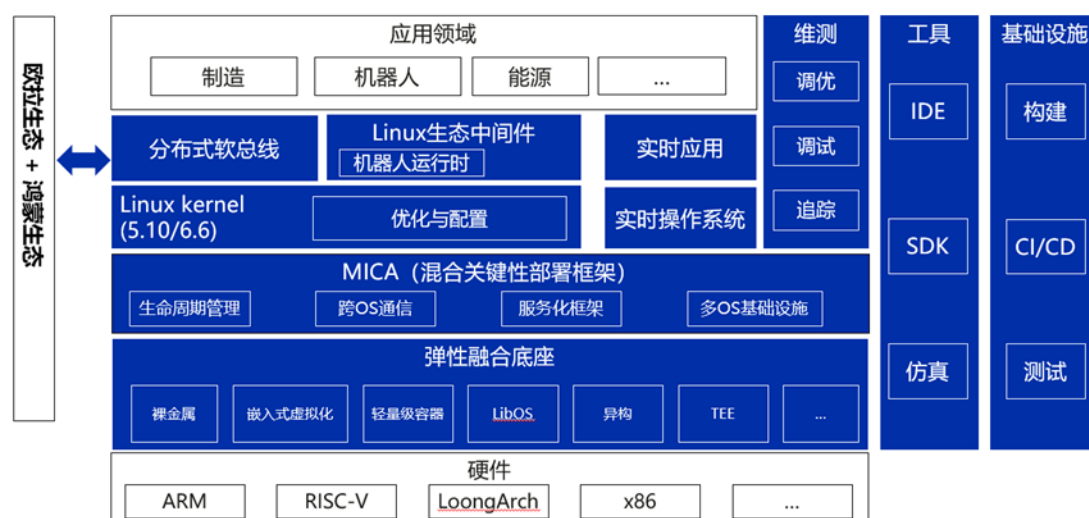 欧拉生态 + 鸿蒙生态
应用领域
制造
机器人
能源
...
分布式软总线
Linux生态中间件
机器人运行时
实时应用
Linux kernel
(5.10/6.6)
优化与配置
实时操作系统
维测
调优
调试
追踪
MICA（混合关键性部署框架）
生命周期管理
跨OS通信
服务化框架
多OS基础设施
弹性融合底座
裸金属
嵌入式虚拟化
轻量级容器
LibOS
异构
TEE
...
硬件
ARM
RISC-V
LoongArch
x86
...
工具
IDE
SDK
仿真
基础设施
构建
CI/CD
测试